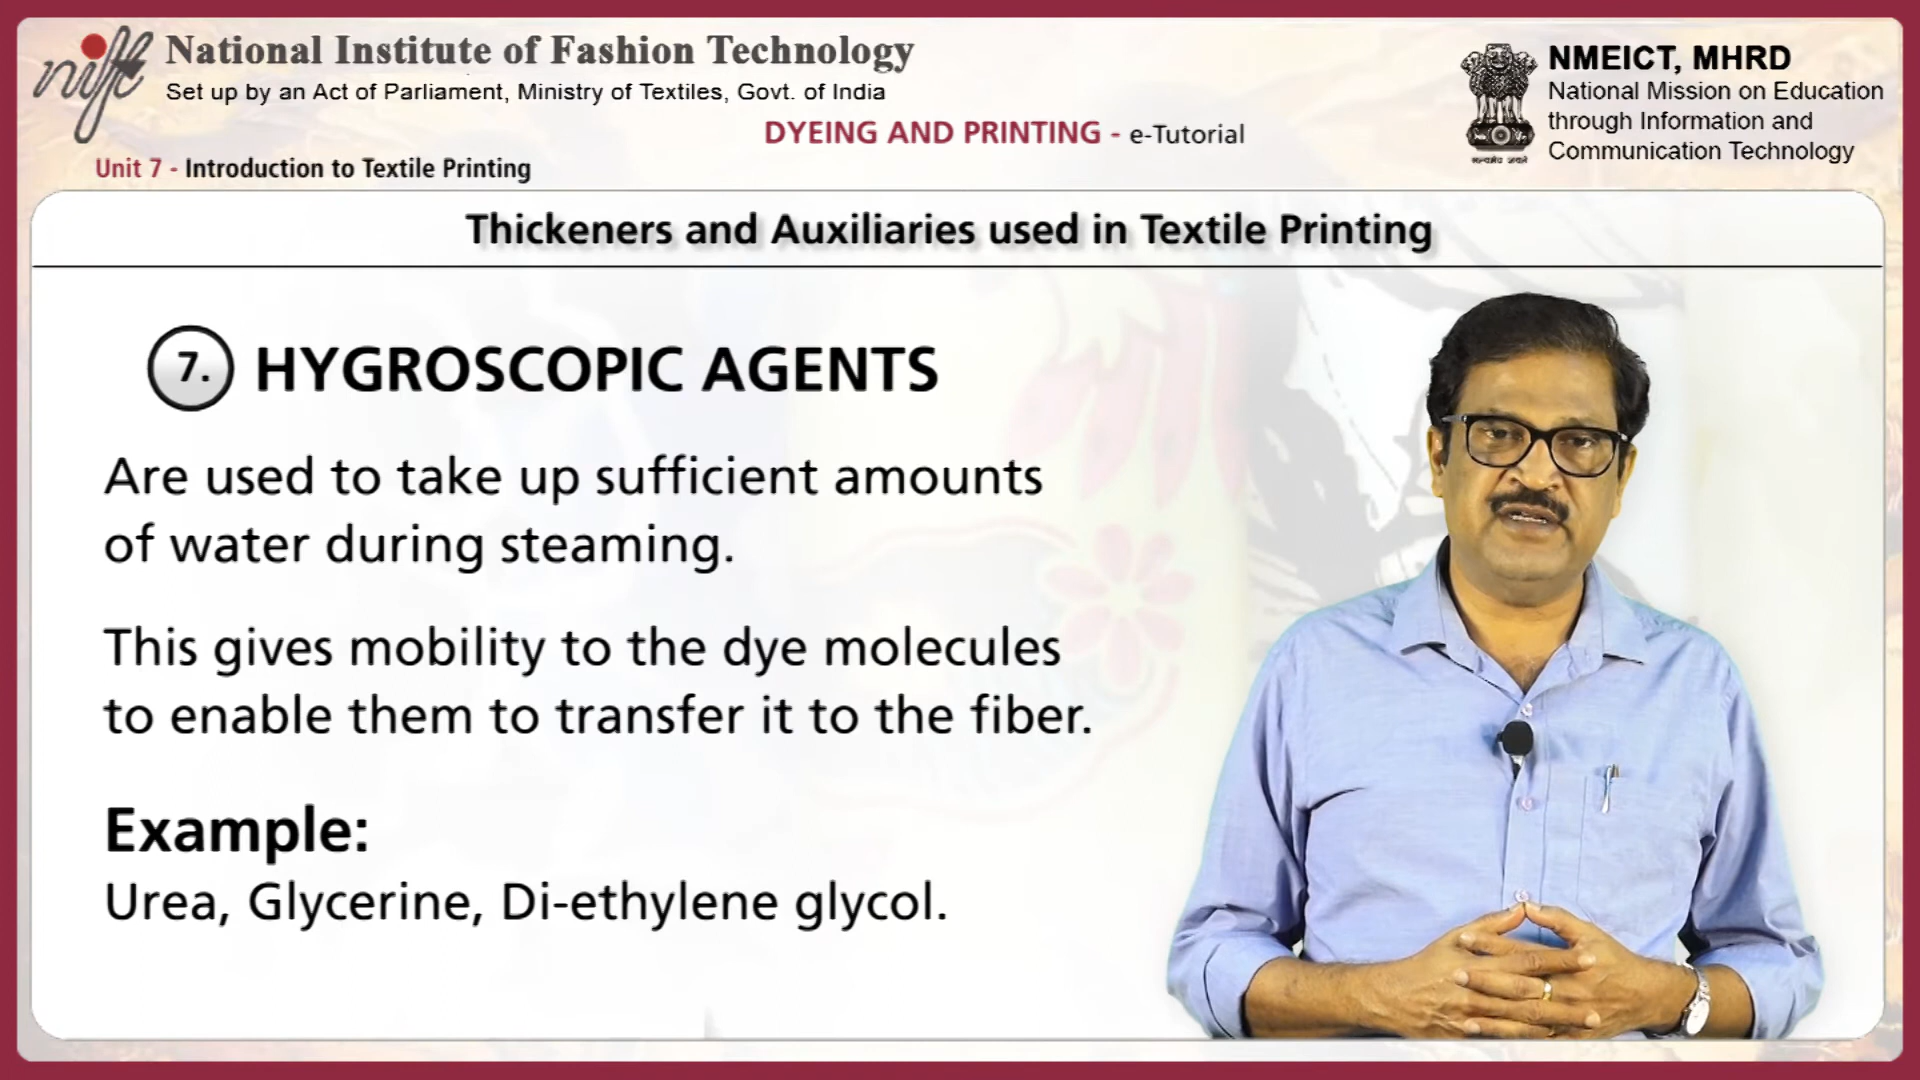 nift
National Institute of Fashion Technology
Set up by an Act of Parliament, Ministry of Textiles, Govt. of India
NMEICT, MHRD
National Mission on Education
through Information and
Communication Technology
सत्यमेव जयते
DYEING AND PRINTING - e-Tutorial
Unit 7 - Introduction to Textile Printing
Thickeners and Auxiliaries used in Textile Printing
7. HYGROSCOPIC AGENTS
Are used to take up sufficient amounts
of water during steaming.
This gives mobility to the dye molecules
to enable them to transfer it to the fiber.
Example:
Urea, Glycerine, Di-ethylene glycol.